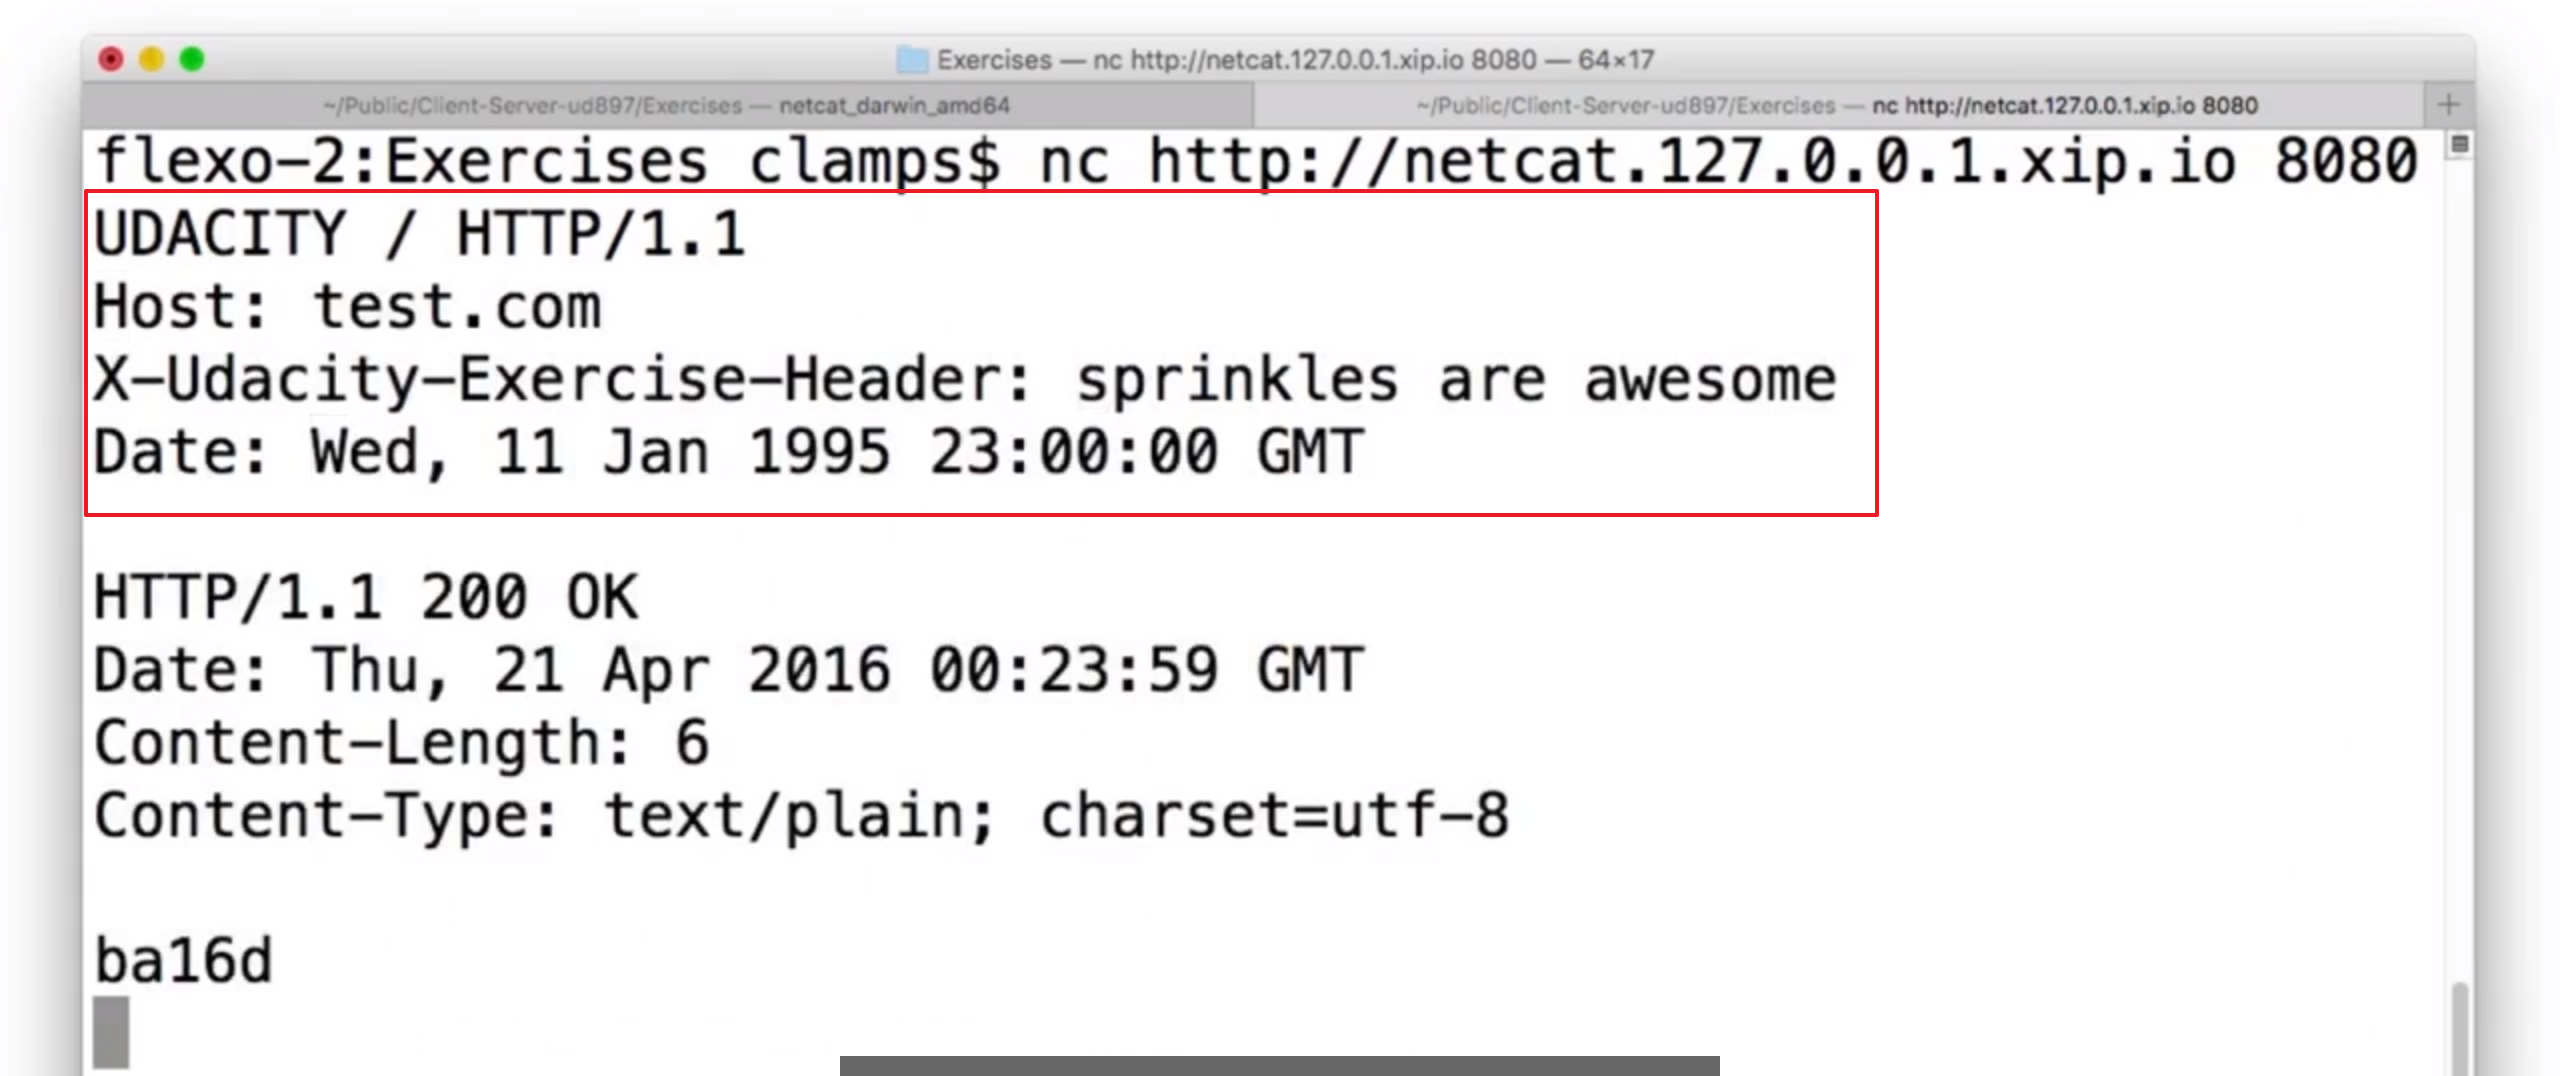 Exercises — nc http://netcat.127.0.0.1.xip.io 8080 — 64×17
~/Public/Client-Server-ud897/Exercises — netcat_darwin_amd64
~/Public/Client-Server-ud897/Exercises — nc http://netcat.127.0.0.1.xip.io 8080
flexo-2:Exercises clamps$ nc http://netcat.127.0.0.1.xip.io 8080
UDACITY / HTTP/1.1
Host: test.com
X-Udacity-Exercise-Header: sprinkles are awesome
Date: Wed, 11 Jan 1995 23:00:00 GMT
HTTP/1.1 200 OK
Date: Thu, 21 Apr 2016 00:23:59 GMT
Content-Length: 6
Content-Type: text/plain; charset=utf-8
ba16d